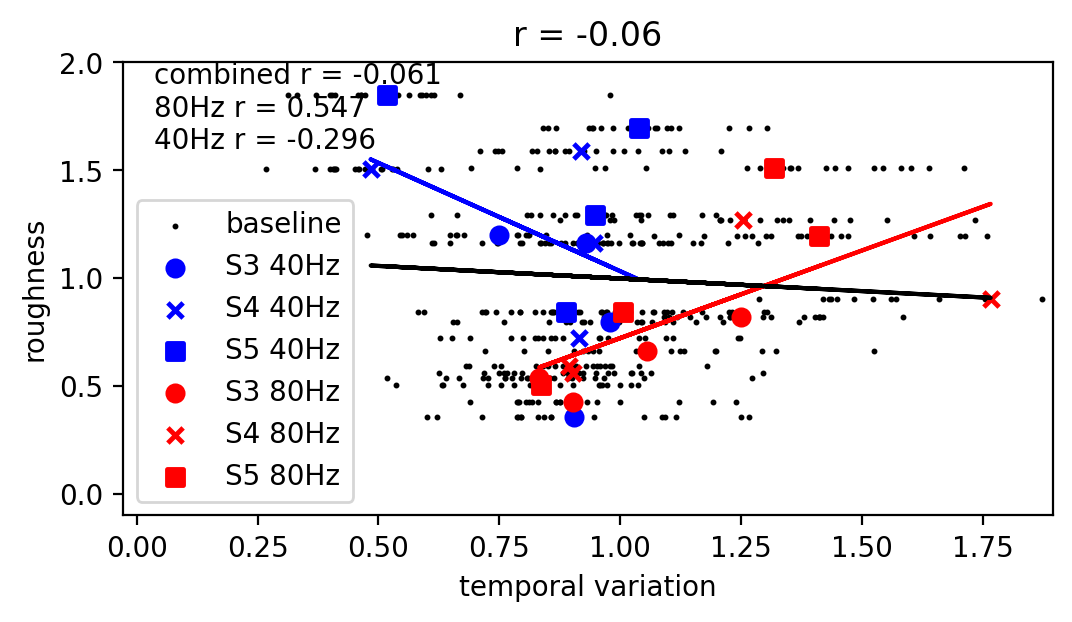 r = -0.06
combined r = -0.061
80Hz r = 0.547
40Hz r = -0.296
2.0
1.5
1.0
0.5
0.0
roughness
baseline
S3 40Hz
S4 40Hz
S5 40Hz
S3 80Hz
S4 80Hz
S5 80Hz
0.00 0.25 0.50 0.75 1.00 1.25 1.50 1.75
temporal variation